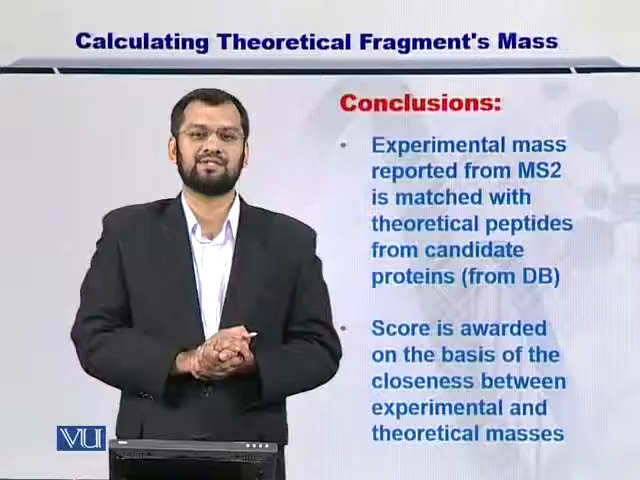 Calculating Theoretical Fragment's Mass
Conclusions:
• Experimental mass
reported from MS2
is matched with
theoretical peptides
from candidate
proteins (from DB)
• Score is awarded
on the basis of the
closeness between
experimental and
theoretical masses
VU